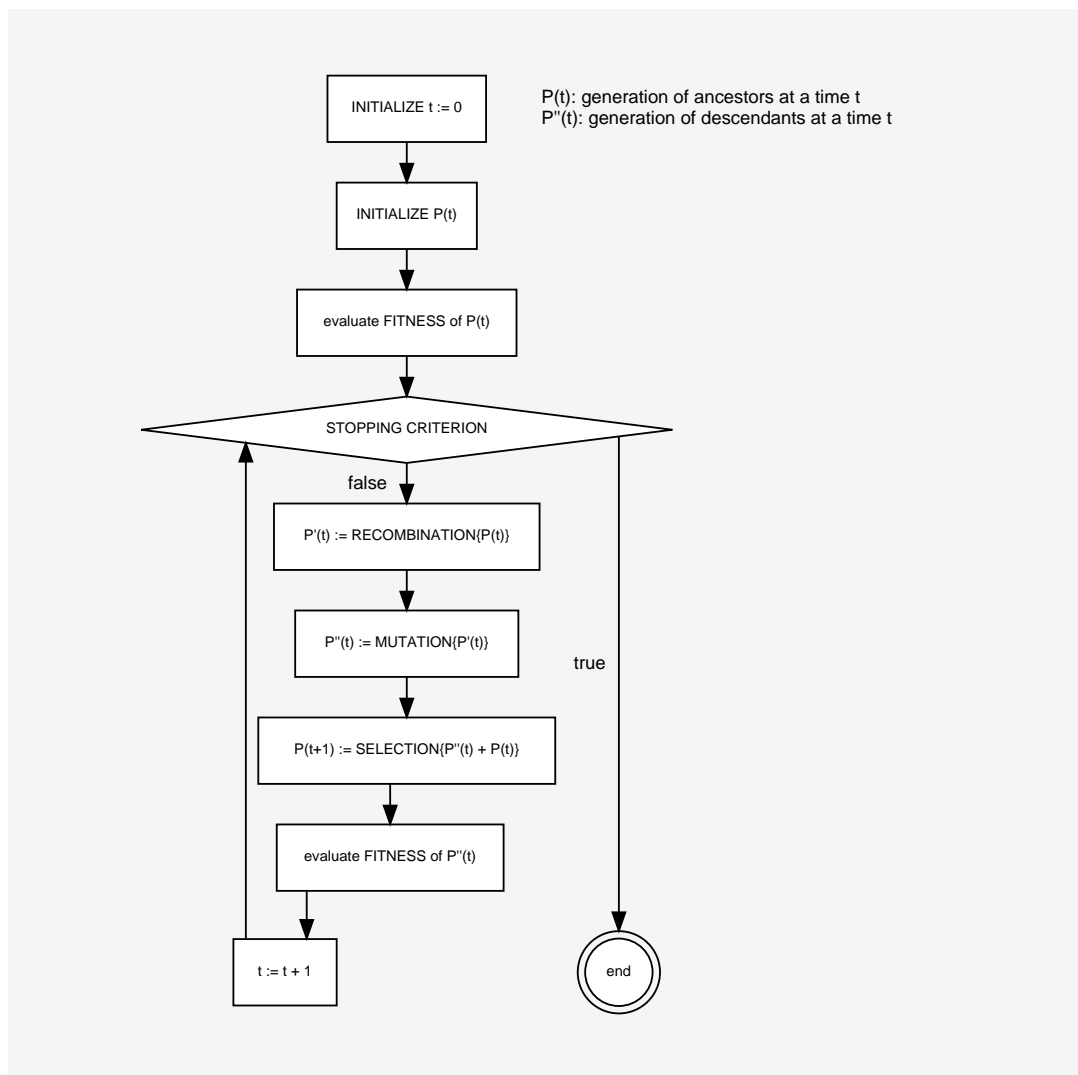 INITIALIZE t := 0
P(t): generation of ancestors at a time t
P"(t): generation of descendants at a time t
INITIALIZE P(t)
evaluate FITNESS of P(t)
STOPPING CRITERION
false
P'(t) := RECOMBINATION{P(t)}
P"(t) := MUTATION{P'(t)}
true
P(t+1) := SELECTION{P"(t) + P(t)}
evaluate FITNESS of P"(t)
t := t + 1
end